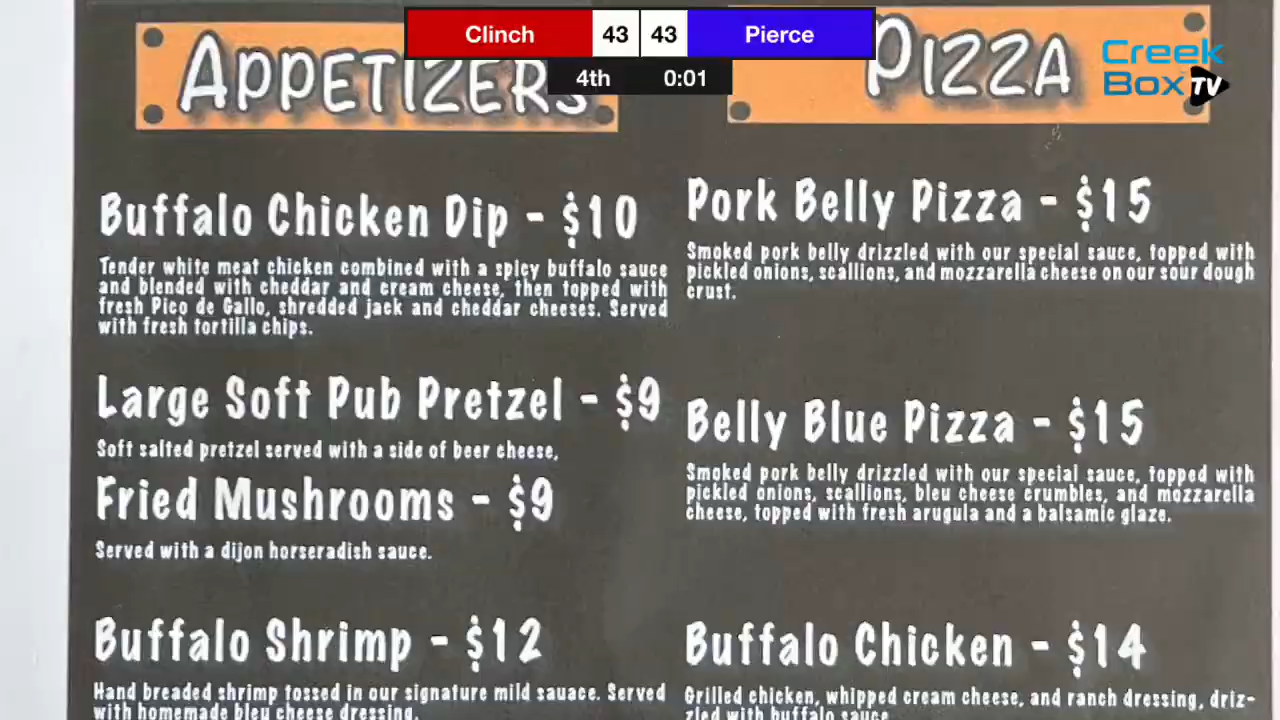 Clinch 43 43 Pierce
4th 0:01
Creek
Box TV
APPETIZERS
Buffalo Chicken Dip - $10
Tender white meat chicken combined with a spicy buffalo sauce
and blended with cheddar and cream cheese, then topped with
fresh Pico de Gallo, shredded jack and cheddar cheeses. Served
with fresh tortilla chips.
Large Soft Pub Pretzel - $9
Soft salted pretzel served with a side of beer cheese,
Fried Mushrooms - $9
Served with a dijon horseradish sauce.
Buffalo Shrimp - $12
Hand breaded shrimp tossed in our signature mild sauace. Served
with homemade bleu cheese dressing.
PIZZA
Pork Belly Pizza - $15
Smoked pork belly drizzled with our special sauce, topped with
pickled onions, scallions, and mozzarella cheese on our sour dough
crust.
Belly Blue Pizza - $15
Smoked pork belly drizzled with our special sauce, topped with
pickled onions, scallions, bleu cheese crumbles, and mozzarella
cheese, topped with fresh arugula and a balsamic glaze.
Buffalo Chicken - $14
Grilled chicken, whipped cream cheese, and ranch dressing, driz-
zled with buffalo sauce